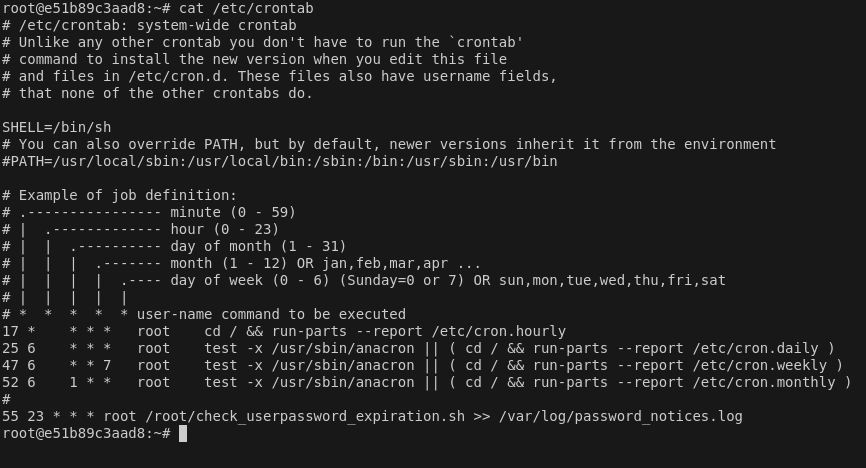 root@e51b89c3aad8:~# cat /etc/crontab
# /etc/crontab: system-wide crontab
# Unlike any other crontab you don't have to run the `crontab'
# command to install the new version when you edit this file
# and files in /etc/cron.d. These files also have username fields,
# that none of the other crontabs do.

SHELL=/bin/sh
# You can also override PATH, but by default, newer versions inherit it from the environment
#PATH=/usr/local/sbin:/usr/local/bin:/sbin:/bin:/usr/sbin:/usr/bin

# Example of job definition:
# .---------------- minute (0 - 59)
# |  .------------- hour (0 - 23)
# |  |  .---------- day of month (1 - 31)
# |  |  |  .------- month (1 - 12) OR jan,feb,mar,apr ...
# |  |  |  |  .---- day of week (0 - 6) (Sunday=0 or 7) OR sun,mon,tue,wed,thu,fri,sat
# |  |  |  |  |
# *  *  *  *  * user-name command to be executed
17 *    * * *   root    cd / && run-parts --report /etc/cron.hourly
25 6    * * *   root    test -x /usr/sbin/anacron || ( cd / && run-parts --report /etc/cron.daily )
47 6    * * 7   root    test -x /usr/sbin/anacron || ( cd / && run-parts --report /etc/cron.weekly )
52 6    1 * *   root    test -x /usr/sbin/anacron || ( cd / && run-parts --report /etc/cron.monthly )
#
55 23 * * * root /root/check_userpassword_expiration.sh >> /var/log/password_notices.log
root@e51b89c3aad8:~#